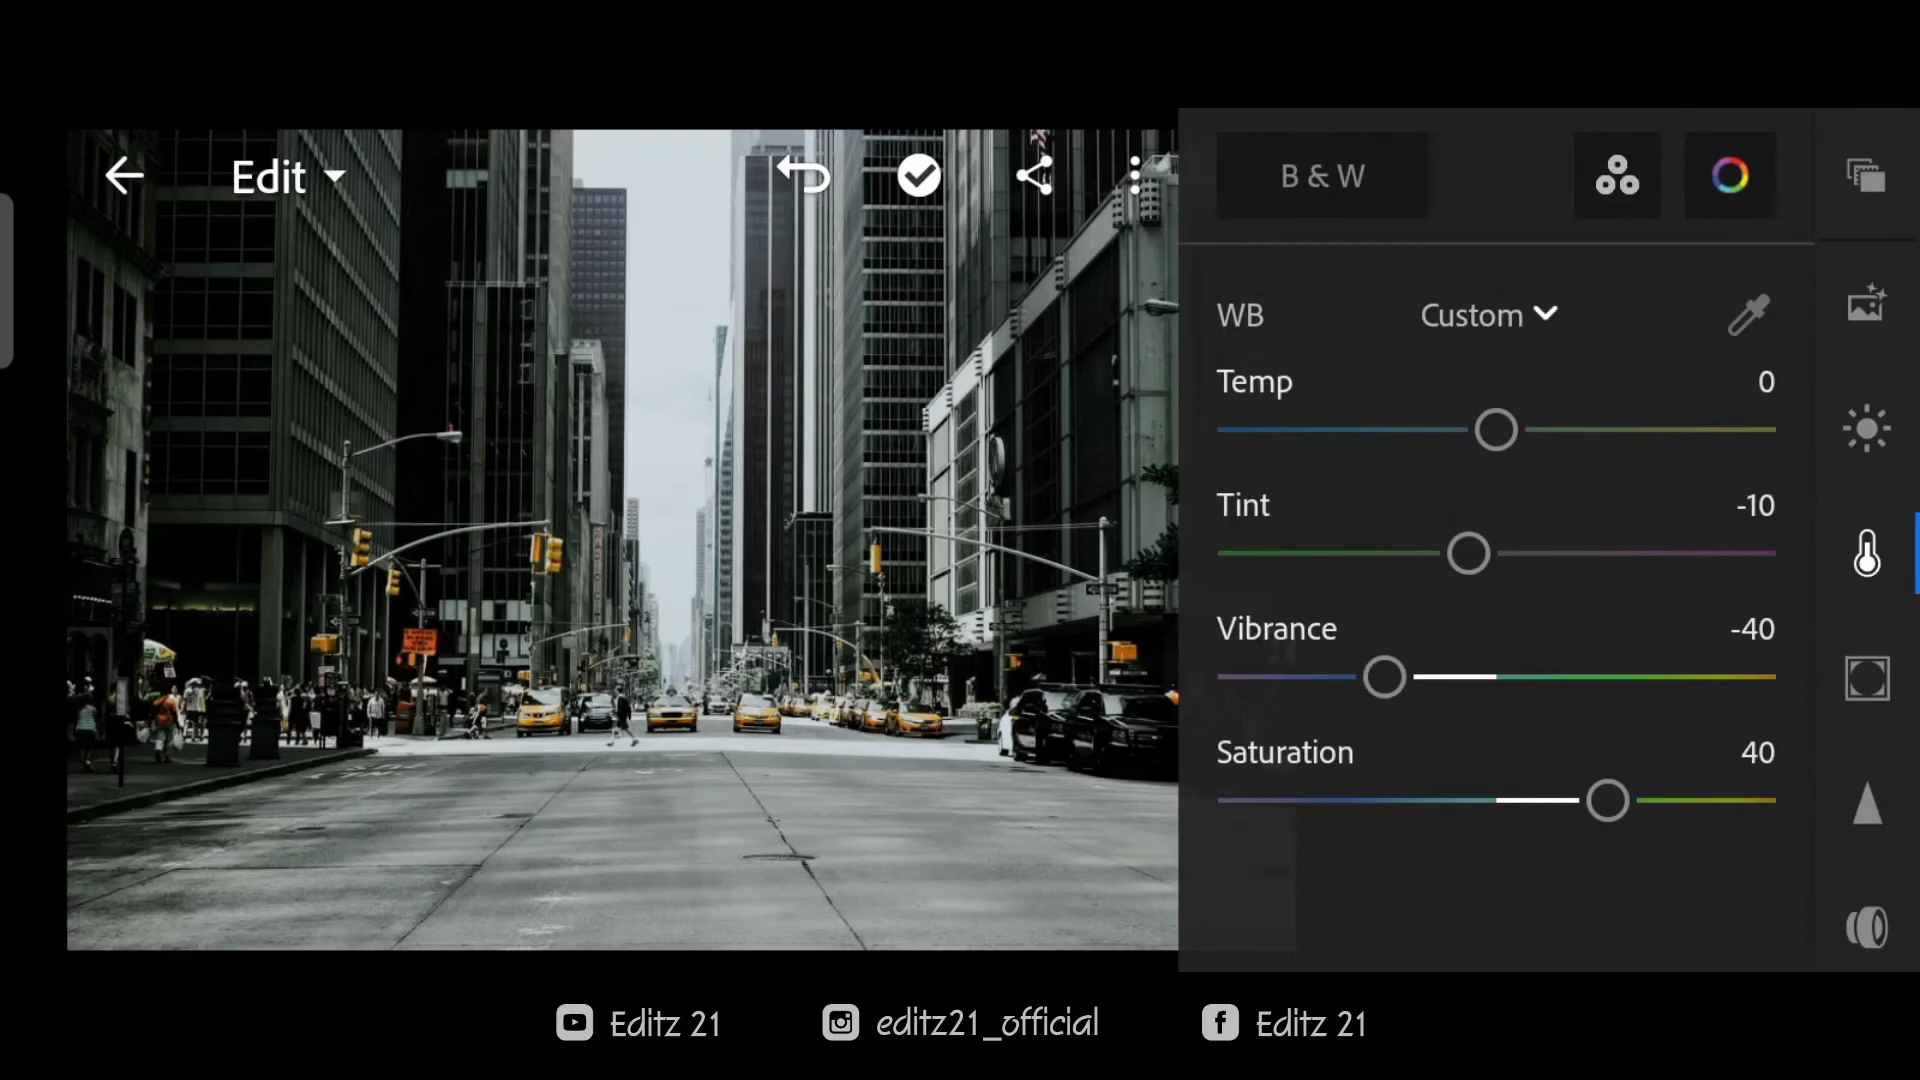 Edit
B & W
WB Custom
Temp 0
Tint -10
Vibrance -40
Saturation 40
Editz 21 editz21_official Editz 21